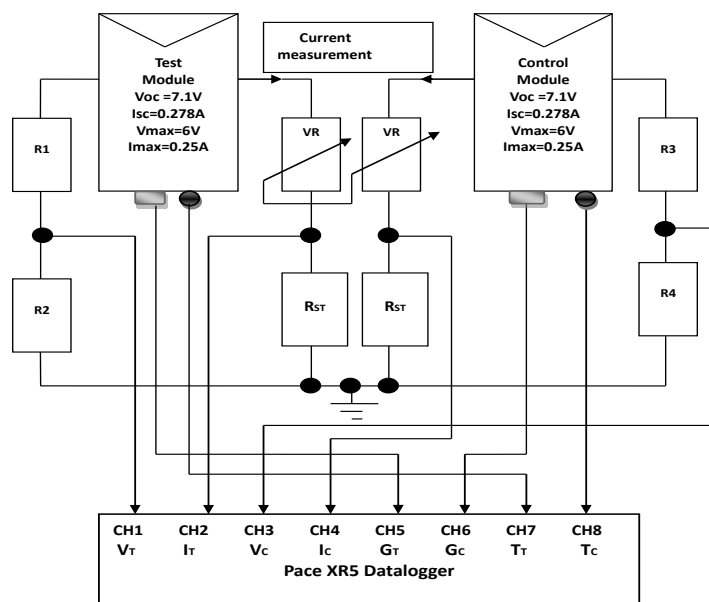 Test
Module
Voc =7.1V
Isc=0.278A
Vmax=6V
Imax=0.25A
Current
measurement
Control
Module
Voc =7.1V
Isc=0.278A
Vmax=6V
Imax=0.25A
R1
VR
VR
R3
R2
RST
RST
R4
CH1 CH2 CH3 CH4 CH5 CH6 CH7 CH8
VT IT VC IC GT GC TT TC
Pace XR5 Datalogger